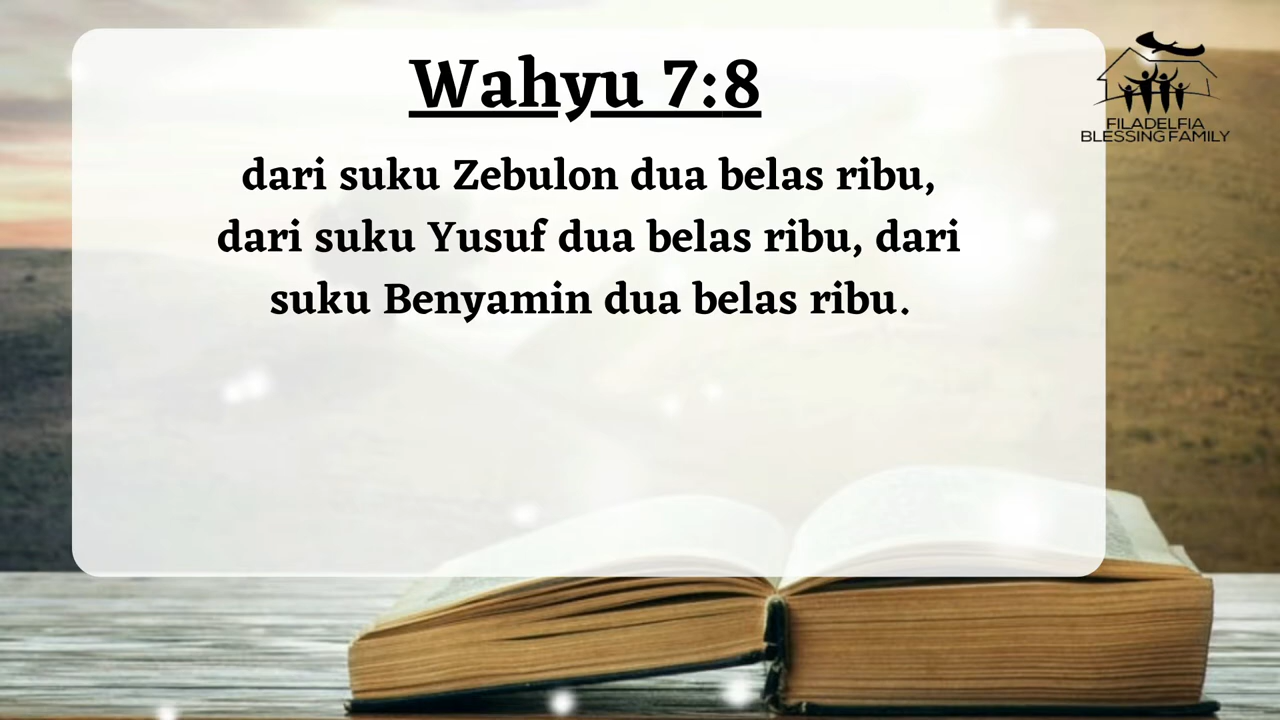 Wahyu 7:8
dari suku Zebulon dua belas ribu,
dari suku Yusuf dua belas ribu, dari
suku Benyamin dua belas ribu.
FILADELFIA
BLESSING FAMILY